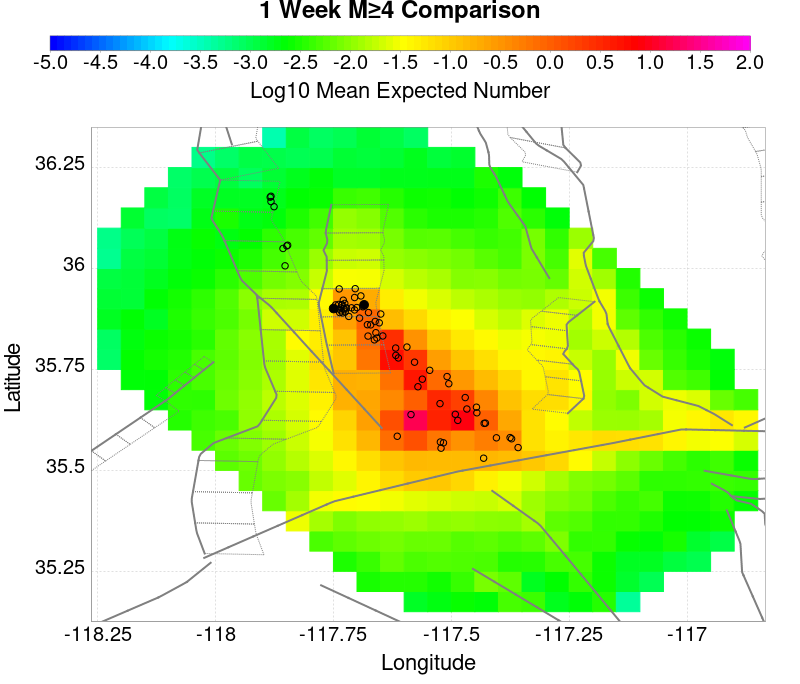 1 Week M≥4 Comparison
-5.0 -4.5 -4.0 -3.5 -3.0 -2.5 -2.0 -1.5 -1.0 -0.5 0.0 0.5 1.0 1.5 2.0
Log10 Mean Expected Number
36.25
36
35.75
35.5
35.25
Latitude
-118.25 -118 -117.75 -117.5 -117.25 -117
Longitude